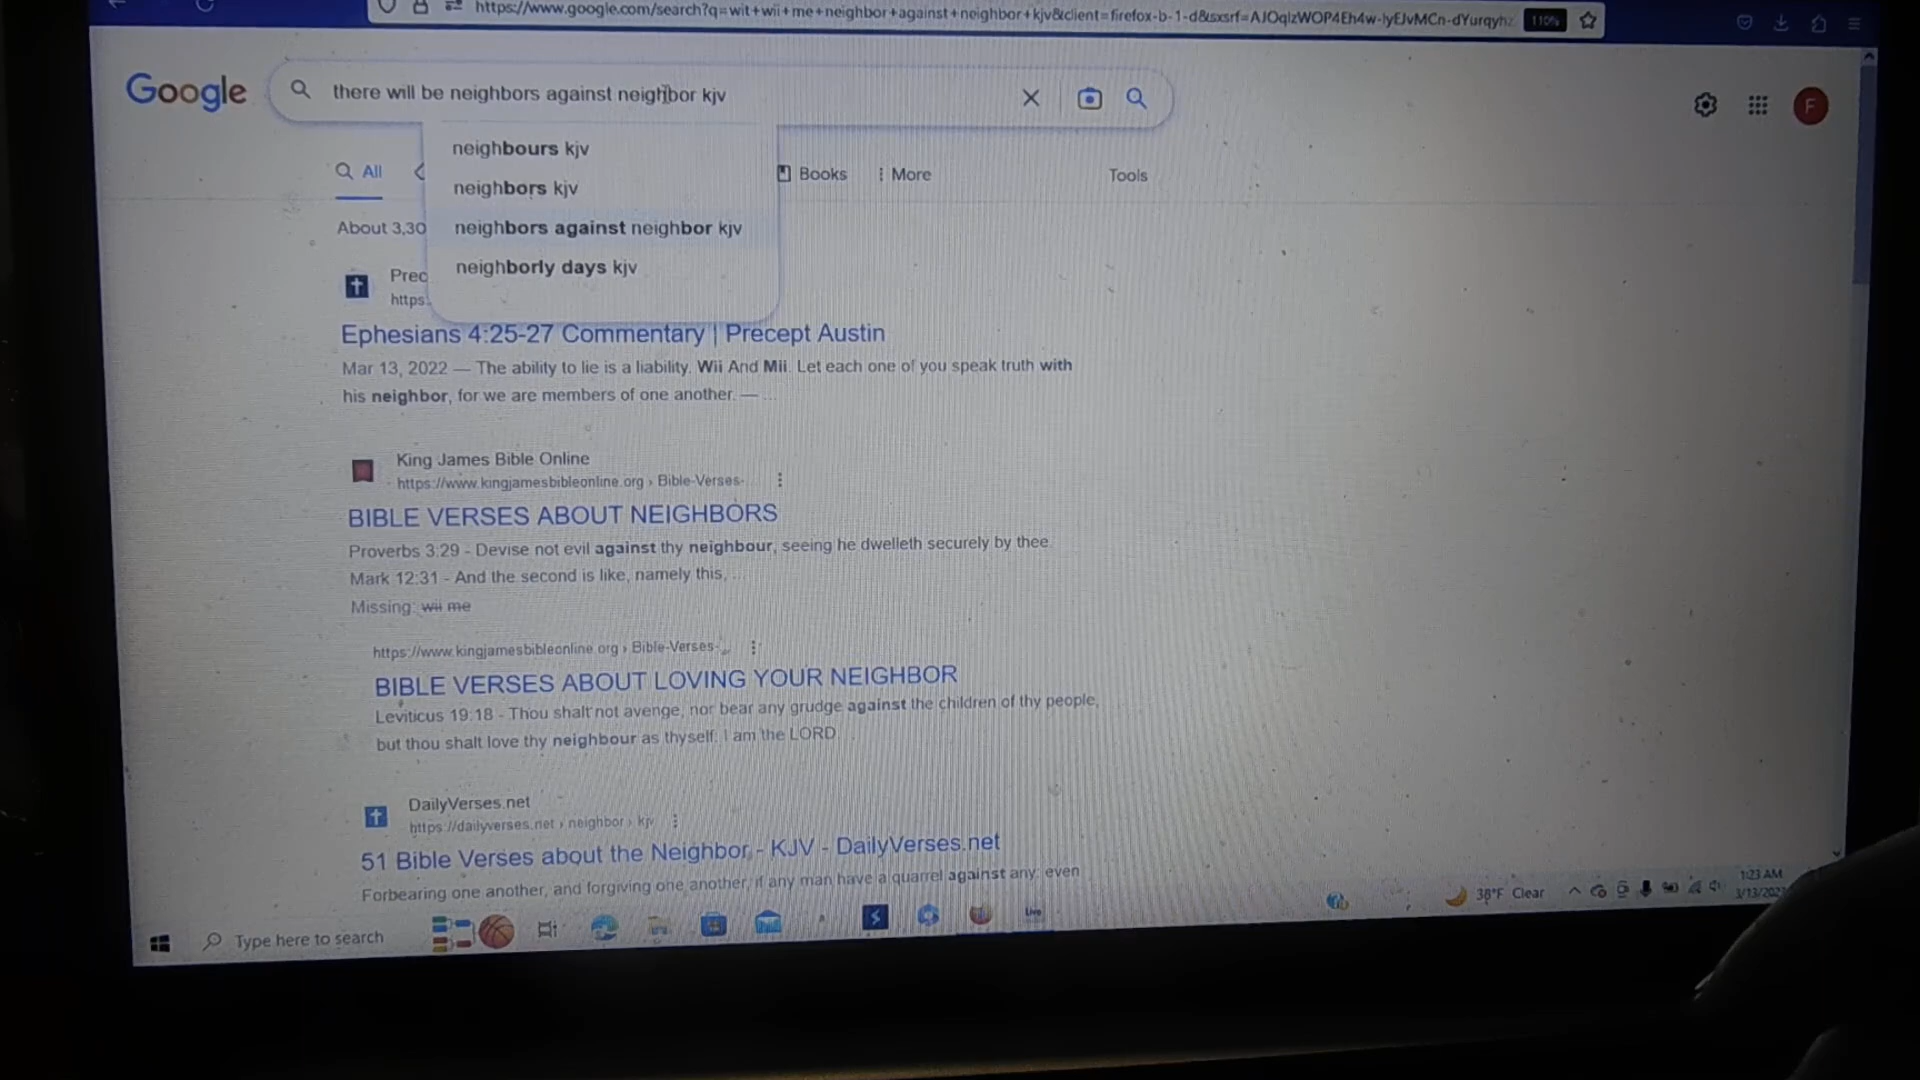 https://www.google.com/search?q=wit+wii+me+neighbor+against+neighbor+kjv&client=firefox-b-1-d&sxsrf=AJOqlzWOP4Eh4w-lyEJvMCn-dYurqyhz
110%
Google
there will be neighbors against neighbor kjv
F
neighbours kjv
neighbors kjv
neighbors against neighbor kjv
neighborly days kjv
All
Books
More
Tools
About 3,30
Prec
https:
Ephesians 4:25-27 Commentary | Precept Austin
Mar 13, 2022 — The ability to lie is a liability. Wii And Mii. Let each one of you speak truth with
his neighbor, for we are members of one another. — ...
King James Bible Online
https://www.kingjamesbibleonline.org › Bible-Verses-...
BIBLE VERSES ABOUT NEIGHBORS
Proverbs 3:29 - Devise not evil against thy neighbour, seeing he dwelleth securely by thee.
Mark 12:31 - And the second is like, namely this, ...
Missing: wii me
https://www.kingjamesbibleonline.org › Bible-Verses-...
BIBLE VERSES ABOUT LOVING YOUR NEIGHBOR
Leviticus 19:18 - Thou shalt not avenge, nor bear any grudge against the children of thy people,
but thou shalt love thy neighbour as thyself: I am the LORD.
DailyVerses.net
https://dailyverses.net › neighbor › kjv
51 Bible Verses about the Neighbor - KJV - DailyVerses.net
Forbearing one another, and forgiving one another, if any man have a quarrel against any: even
Type here to search
Live
38°F Clear
1:23 AM
3/13/202